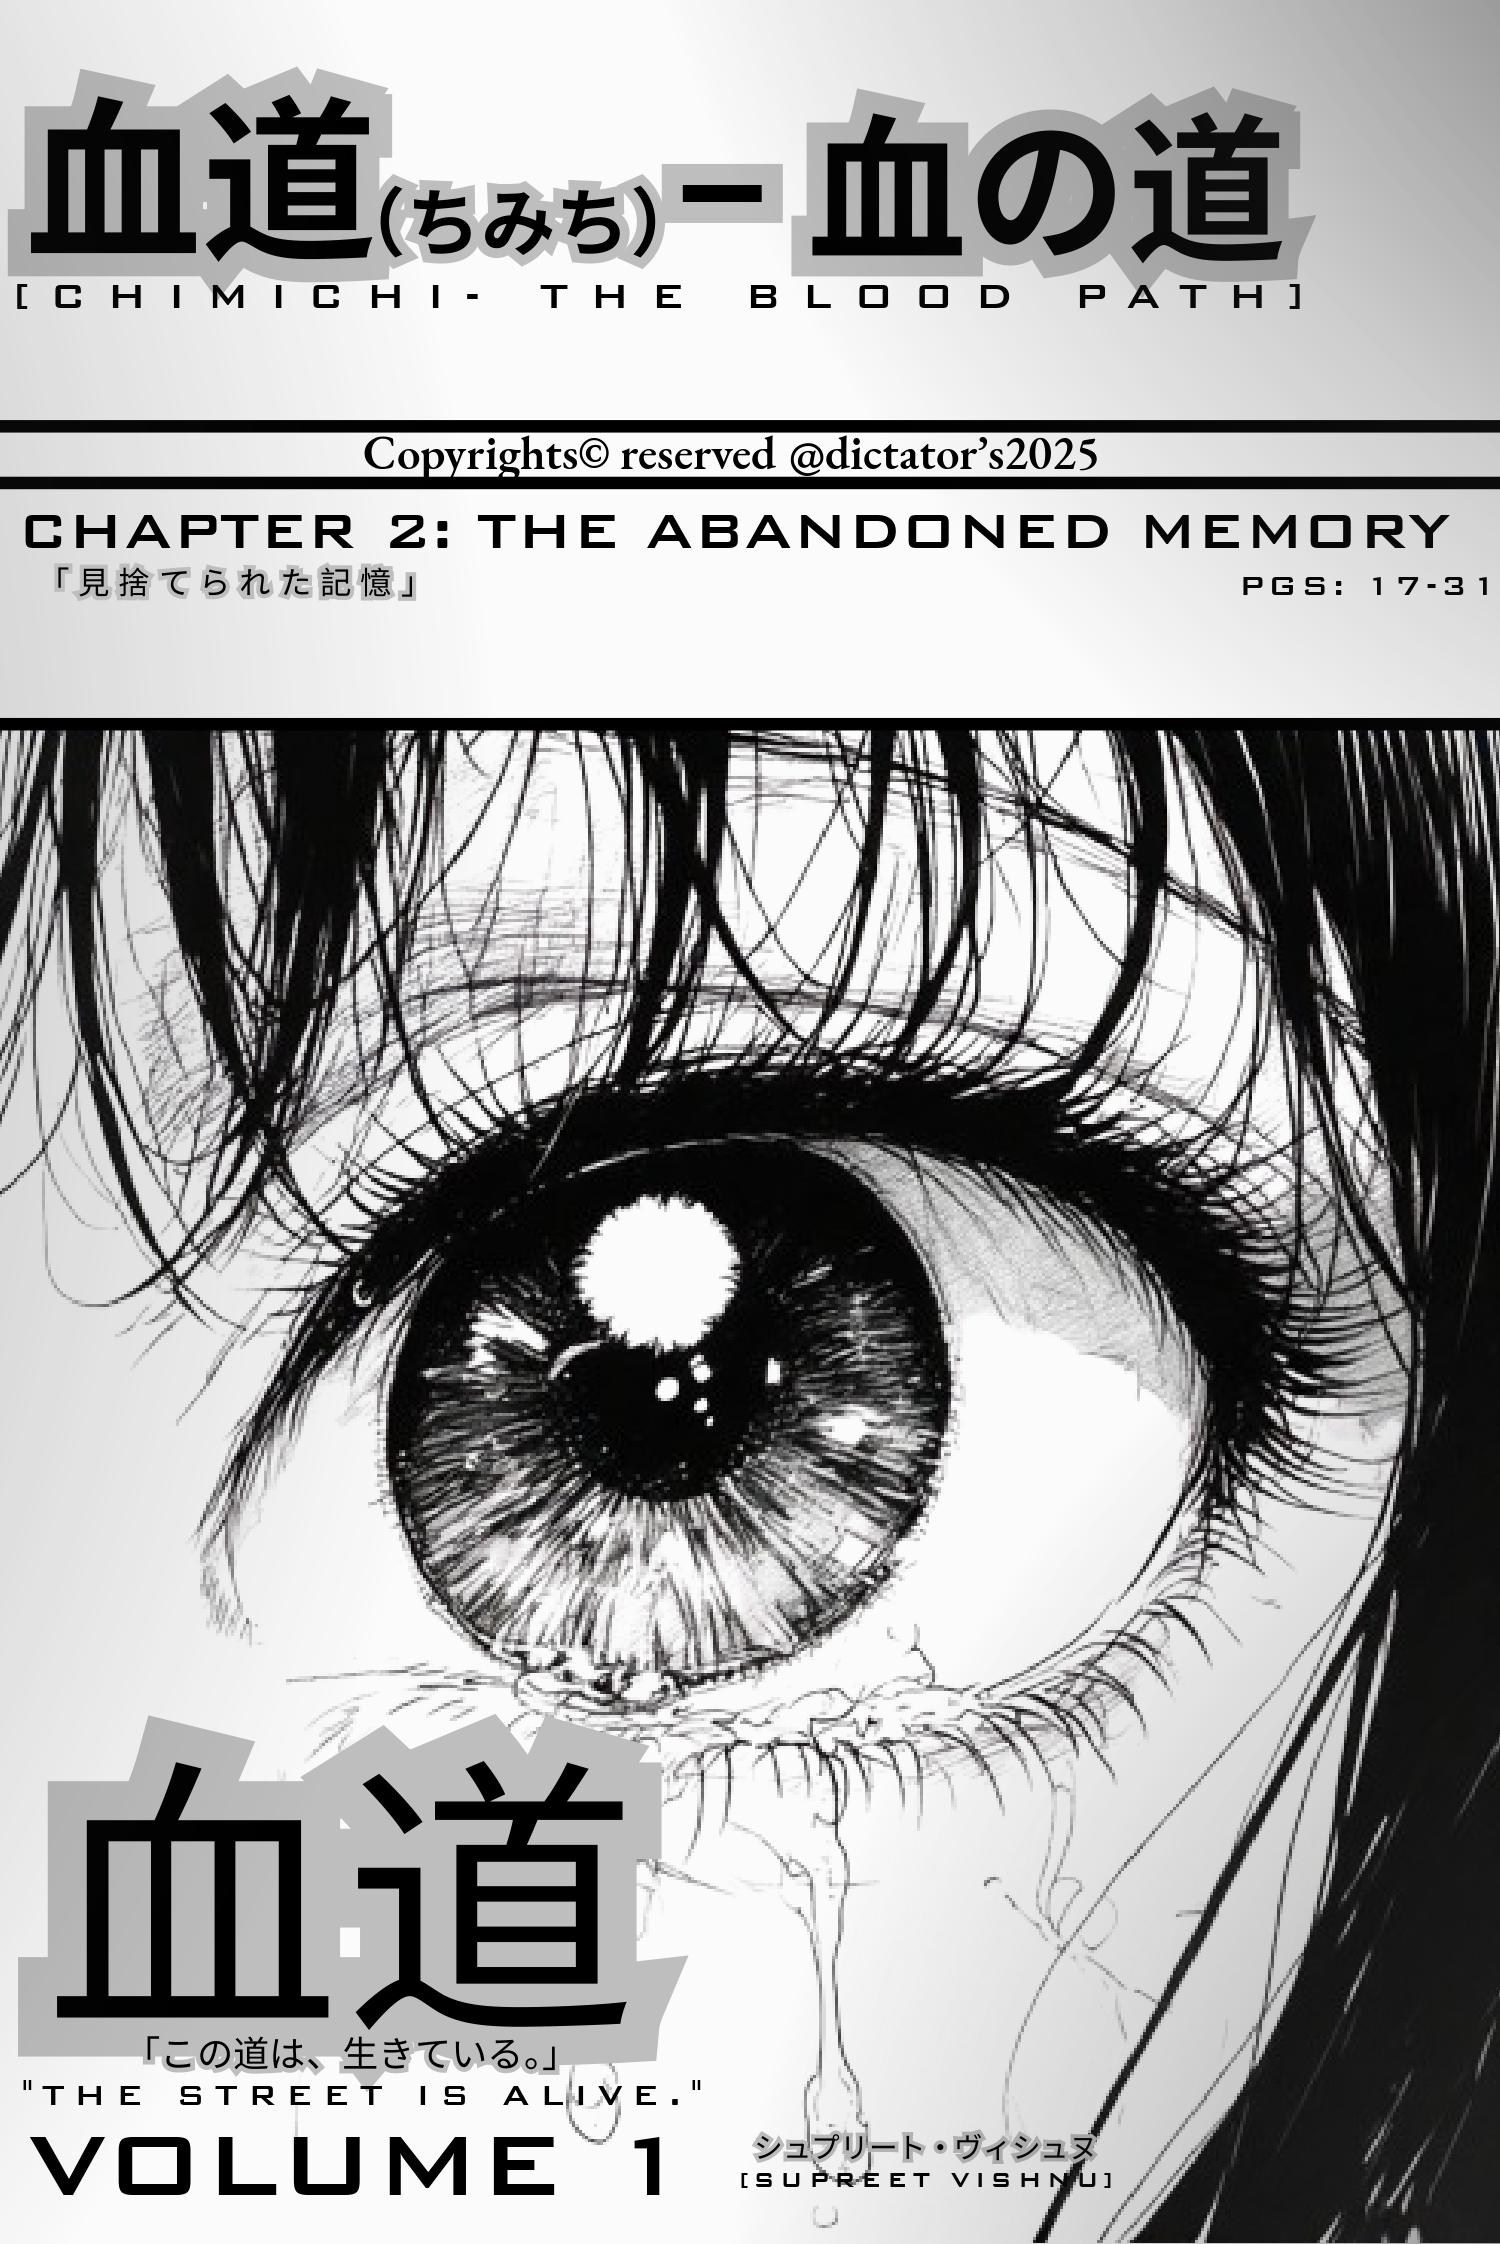 血道(ちみち)ー血の道
[CHIMICHI- THE BLOOD PATH]
Copyrights© reserved @dictator’s2025
CHAPTER 2: THE ABANDONED MEMORY
「見捨てられた記憶」
PGS: 17-31
血道
「この道は、生きている。」
"THE STREET IS ALIVE."
VOLUME 1
シュプリート・ヴィシュヌ
[SUPREET VISHNU]